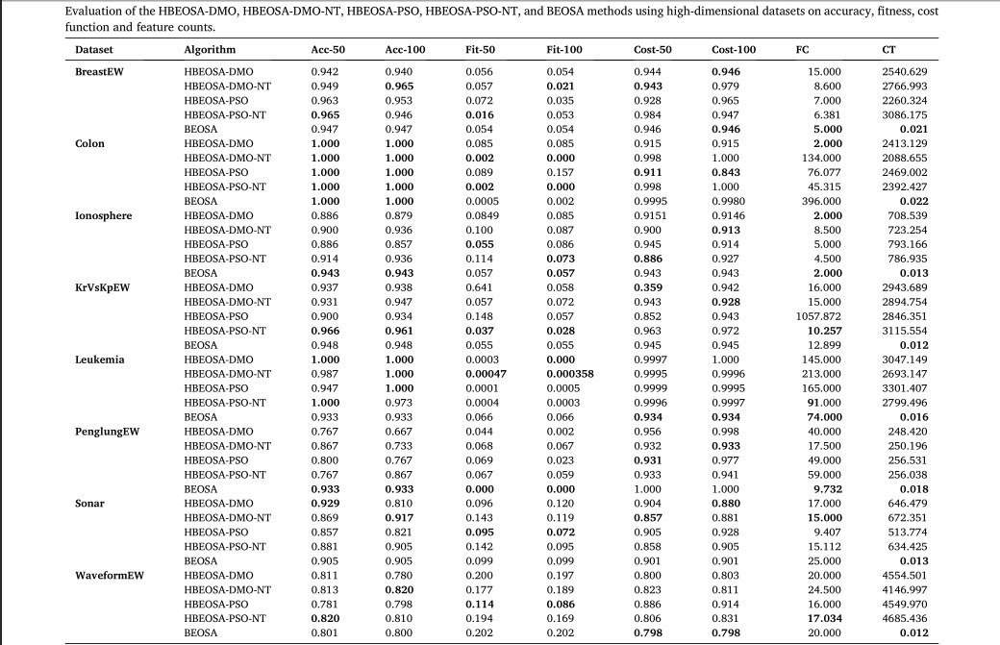 Evaluation of the HBEOSA-DMO, HBEOSA-DMO-NT, HBEOSA-PSO, HBEOSA-PSO-NT, and BEOSA methods using high-dimensional datasets on accuracy, fitness, cost
function and feature counts.
Dataset Algorithm Acc-50 Acc-100 Fit-50 Fit-100 Cost-50 Cost-100 FC CT
BreastEW HBEOSA-DMO 0.942 0.940 0.056 0.054 0.944 0.946 15.000 2540.629
HBEOSA-DMO-NT 0.949 0.965 0.057 0.021 0.943 0.979 8.600 2766.993
HBEOSA-PSO 0.963 0.953 0.072 0.035 0.928 0.965 7.000 2260.324
HBEOSA-PSO-NT 0.965 0.946 0.016 0.053 0.984 0.947 6.381 3086.175
BEOSA 0.947 0.947 0.054 0.054 0.946 0.946 5.000 0.021
Colon HBEOSA-DMO 1.000 1.000 0.085 0.085 0.915 0.915 2.000 2413.129
HBEOSA-DMO-NT 1.000 1.000 0.002 0.000 0.998 1.000 134.000 2088.655
HBEOSA-PSO 1.000 1.000 0.089 0.157 0.911 0.843 76.077 2469.002
HBEOSA-PSO-NT 1.000 1.000 0.002 0.000 0.998 1.000 45.315 2392.427
BEOSA 1.000 1.000 0.0005 0.002 0.9995 0.9980 396.000 0.022
Ionosphere HBEOSA-DMO 0.886 0.879 0.0849 0.085 0.9151 0.9146 2.000 708.539
HBEOSA-DMO-NT 0.900 0.936 0.100 0.087 0.900 0.913 8.500 723.254
HBEOSA-PSO 0.886 0.857 0.055 0.086 0.945 0.914 5.000 793.166
HBEOSA-PSO-NT 0.914 0.936 0.114 0.073 0.886 0.927 4.500 786.935
BEOSA 0.943 0.943 0.057 0.057 0.943 0.943 2.000 0.013
KrVsKpEW HBEOSA-DMO 0.937 0.938 0.641 0.058 0.359 0.942 16.000 2943.689
HBEOSA-DMO-NT 0.931 0.947 0.057 0.072 0.943 0.928 15.000 2894.754
HBEOSA-PSO 0.900 0.934 0.148 0.057 0.852 0.943 1057.872 2846.351
HBEOSA-PSO-NT 0.966 0.961 0.037 0.028 0.963 0.972 10.257 3115.554
BEOSA 0.948 0.948 0.055 0.055 0.945 0.945 12.899 0.012
Leukemia HBEOSA-DMO 1.000 1.000 0.0003 0.000 0.9997 1.000 145.000 3047.149
HBEOSA-DMO-NT 0.987 1.000 0.00047 0.000358 0.9995 0.9996 213.000 2693.147
HBEOSA-PSO 0.947 1.000 0.0001 0.0005 0.9999 0.9995 165.000 3301.407
HBEOSA-PSO-NT 1.000 0.973 0.0004 0.0003 0.9996 0.9997 91.000 2799.496
BEOSA 0.933 0.933 0.066 0.066 0.934 0.934 74.000 0.016
PenglungEW HBEOSA-DMO 0.767 0.667 0.044 0.002 0.956 0.998 40.000 248.420
HBEOSA-DMO-NT 0.867 0.733 0.068 0.067 0.932 0.933 17.500 250.196
HBEOSA-PSO 0.800 0.767 0.069 0.023 0.931 0.977 49.000 256.531
HBEOSA-PSO-NT 0.767 0.867 0.067 0.059 0.933 0.941 59.000 256.038
BEOSA 0.933 0.933 0.000 0.000 1.000 1.000 9.732 0.018
Sonar HBEOSA-DMO 0.929 0.810 0.096 0.120 0.904 0.880 17.000 646.479
HBEOSA-DMO-NT 0.869 0.917 0.143 0.119 0.857 0.881 15.000 672.351
HBEOSA-PSO 0.857 0.821 0.095 0.072 0.905 0.928 9.407 513.774
HBEOSA-PSO-NT 0.881 0.905 0.142 0.095 0.858 0.905 15.112 634.425
BEOSA 0.905 0.905 0.099 0.099 0.901 0.901 25.000 0.013
WaveformEW HBEOSA-DMO 0.811 0.780 0.200 0.197 0.800 0.803 20.000 4554.501
HBEOSA-DMO-NT 0.813 0.820 0.177 0.189 0.823 0.811 24.500 4146.997
HBEOSA-PSO 0.781 0.798 0.114 0.086 0.886 0.914 16.000 4549.970
HBEOSA-PSO-NT 0.820 0.810 0.194 0.169 0.806 0.831 17.034 4685.436
BEOSA 0.801 0.800 0.202 0.202 0.798 0.798 20.000 0.012